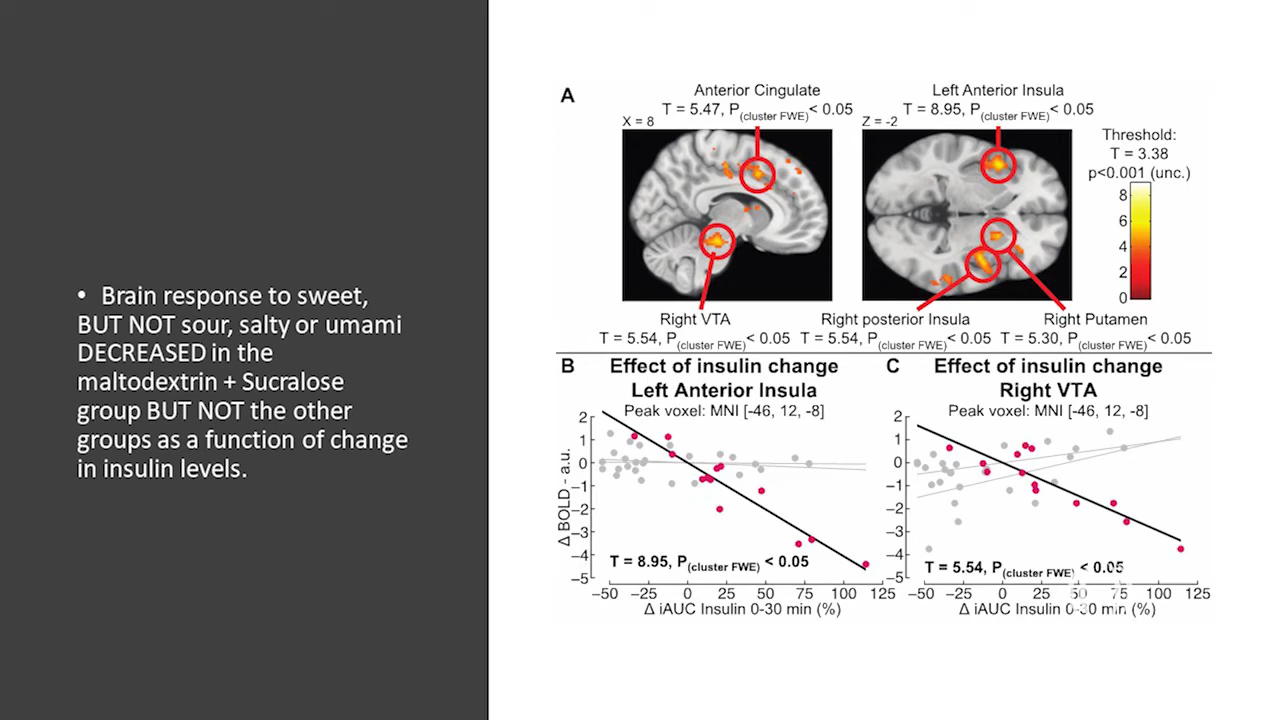 • Brain response to sweet,
BUT NOT sour, salty or umami
DECREASED in the
maltodextrin + Sucralose
group BUT NOT the other
groups as a function of change
in insulin levels.
A
Anterior Cingulate
T = 5.47, P(cluster FWE)< 0.05
X = 8
Left Anterior Insula
T = 8.95, P(cluster FWE)< 0.05
Z = -2
Threshold:
T = 3.38
p<0.001 (unc.)
8
6
4
2
0
Right VTA
T = 5.54, P(cluster FWE)< 0.05
Right posterior Insula
T = 5.54, P(cluster FWE)< 0.05
Right Putamen
T = 5.30, P(cluster FWE)< 0.05
B
Effect of insulin change
Left Anterior Insula
Peak voxel: MNI [-46, 12, -8]
2
1
0
−1
−2
−3
−4
−5
Δ BOLD - a.u.
T = 8.95, P(cluster FWE) < 0.05
−50 −25 0 25 50 75 100 125
Δ iAUC Insulin 0-30 min (%)
C
Effect of insulin change
Right VTA
Peak voxel: MNI [-46, 12, -8]
2
1
0
−1
−2
−3
−4
−5
T = 5.54, P(cluster FWE) < 0.05
−50 −25 0 25 50 75 100 125
Δ iAUC Insulin 0-30 min (%)